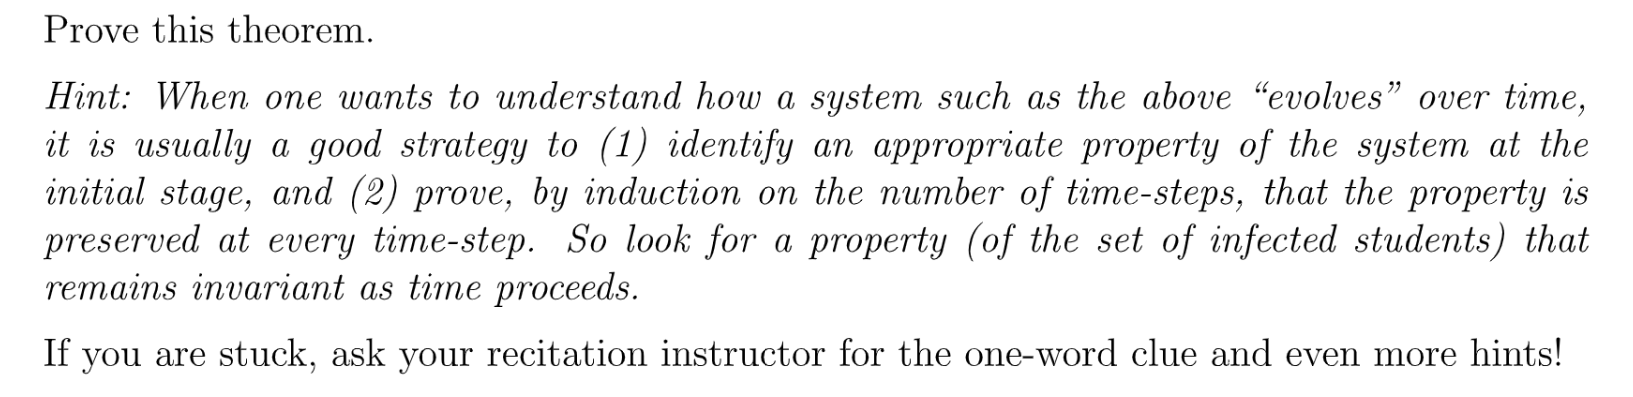 Prove this theorem.
Hint: When one wants to understand how a system such as the above “evolves” over time,
it is usually a good strategy to (1) identify an appropriate property of the system at the
initial stage, and (2) prove, by induction on the number of time-steps, that the property is
preserved at every time-step. So look for a property (of the set of infected students) that
remains invariant as time proceeds.
If you are stuck, ask your recitation instructor for the one-word clue and even more hints!